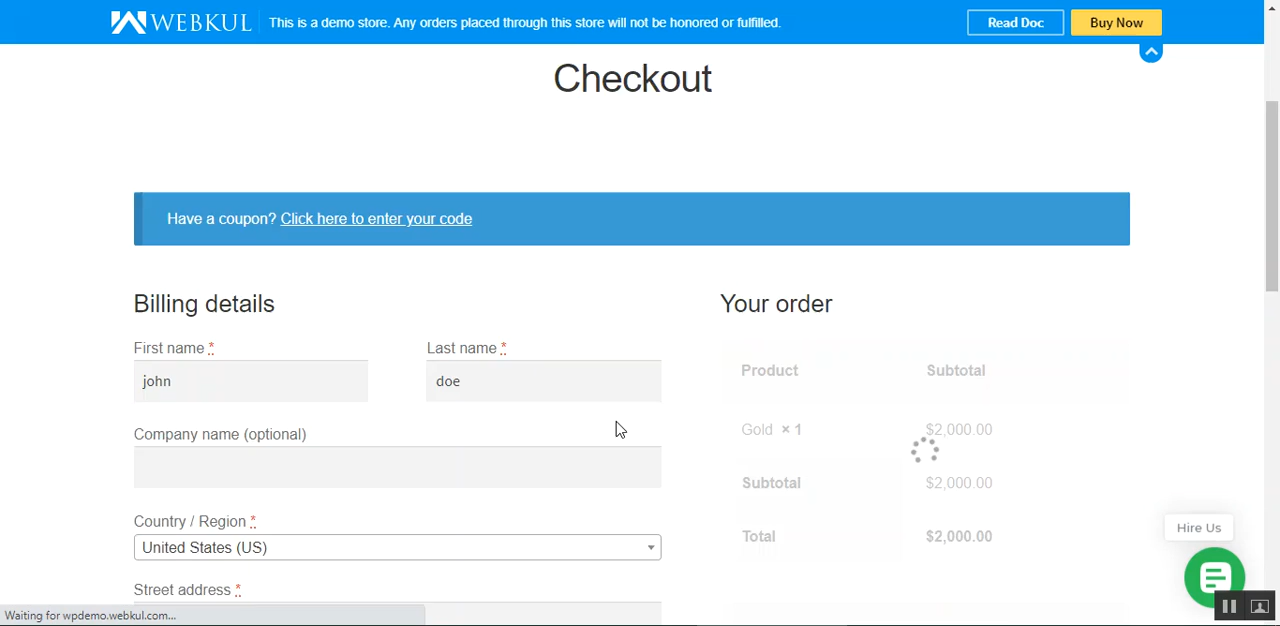 WEBKUL This is a demo store. Any orders placed through this store will not be honored or fulfilled. Read Doc Buy Now
Checkout
Have a coupon? Click here to enter your code
Billing details
First name * Last name *
john doe
Company name (optional)
Country / Region *
United States (US)
Street address *
Your order
Product Subtotal
Gold × 1 $2,000.00
Subtotal $2,000.00
Total $2,000.00
Hire Us
Waiting for wpdemo.webkul.com...